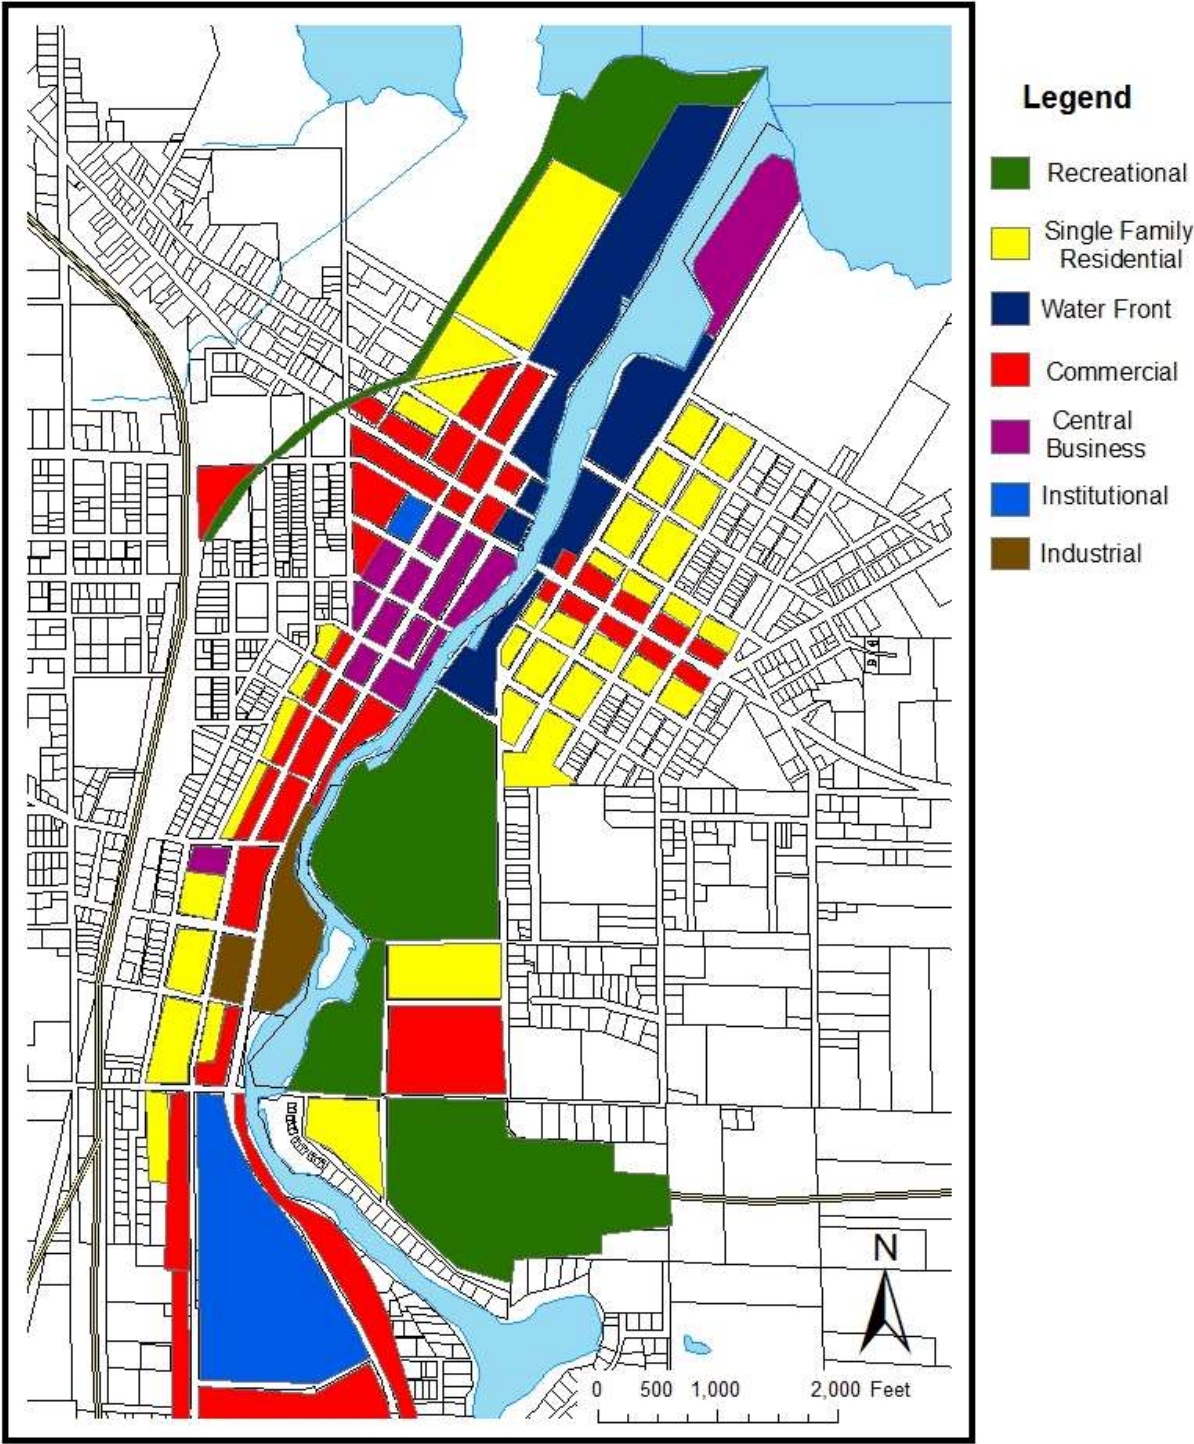 Legend
Recreational
Single Family
Residential
Water Front
Commercial
Central
Business
Institutional
Industrial
N
0 500 1,000 2,000 Feet